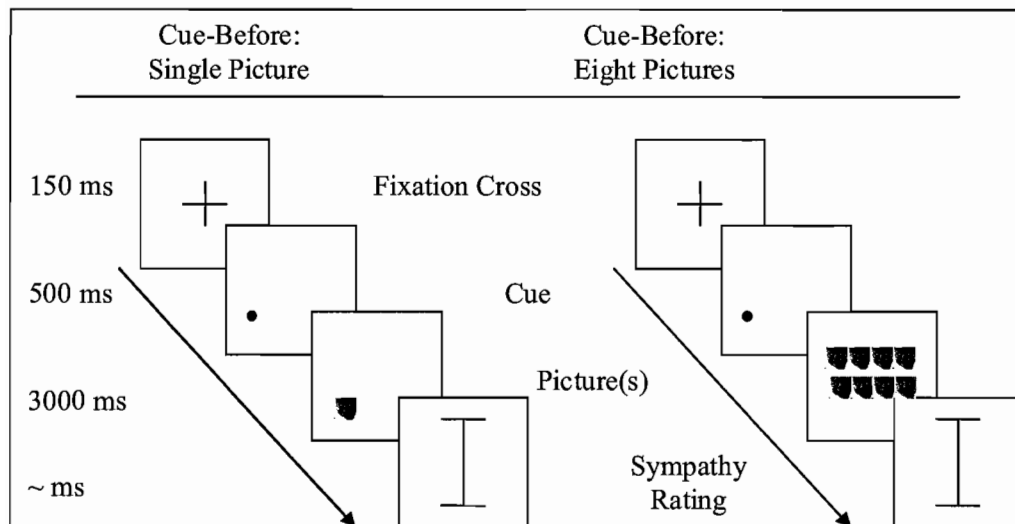 Cue-Before:
Single Picture
Cue-Before:
Eight Pictures
150 ms
Fixation Cross
500 ms
Cue
3000 ms
Picture(s)
~ ms
Sympathy
Rating